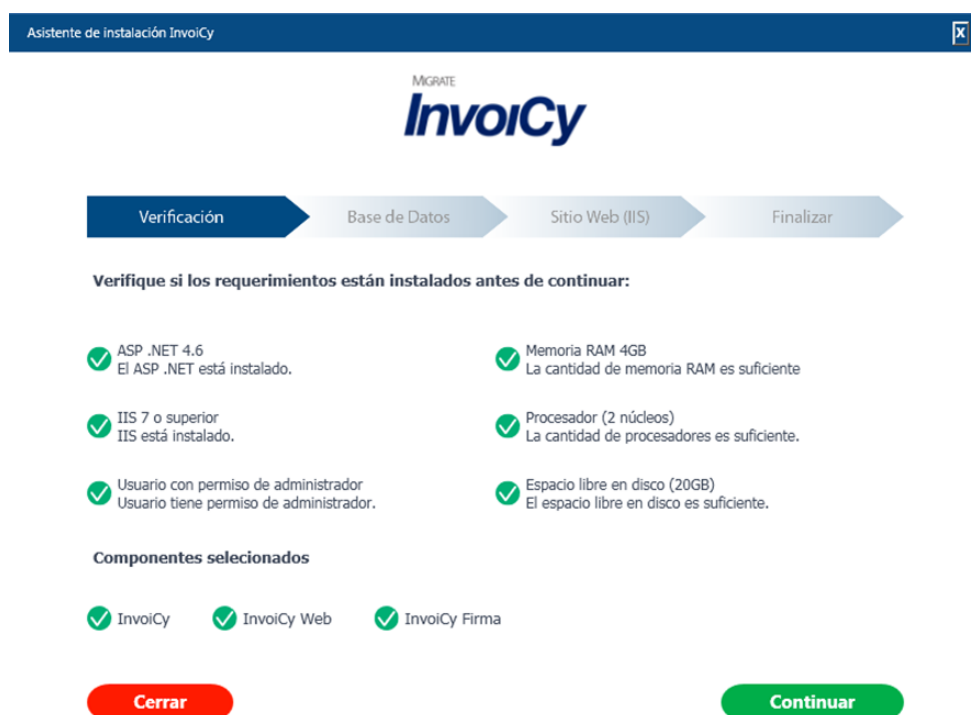 Asistente de instalación InvoiCy
X
MIGRATE
InvoiCy
Verificación
Base de Datos
Sitio Web (IIS)
Finalizar
Verifique si los requerimientos están instalados antes de continuar:
ASP .NET 4.6
El ASP .NET está instalado.
Memoria RAM 4GB
La cantidad de memoria RAM es suficiente
IIS 7 o superior
IIS está instalado.
Procesador (2 núcleos)
La cantidad de procesadores es suficiente.
Usuario con permiso de administrador
Usuario tiene permiso de administrador.
Espacio libre en disco (20GB)
El espacio libre en disco es suficiente.
Componentes selecionados
InvoiCy
InvoiCy Web
InvoiCy Firma
Cerrar
Continuar